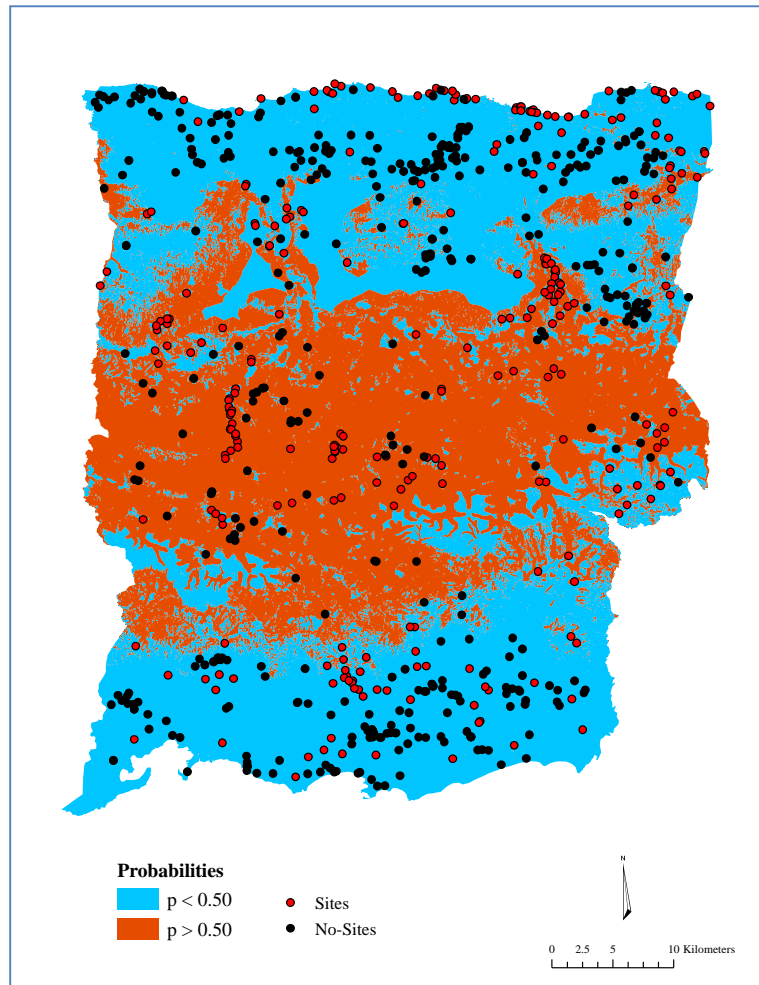 Probabilities
p < 0.50
p > 0.50
Sites
No-Sites
N
0 2.5 5 10 Kilometers